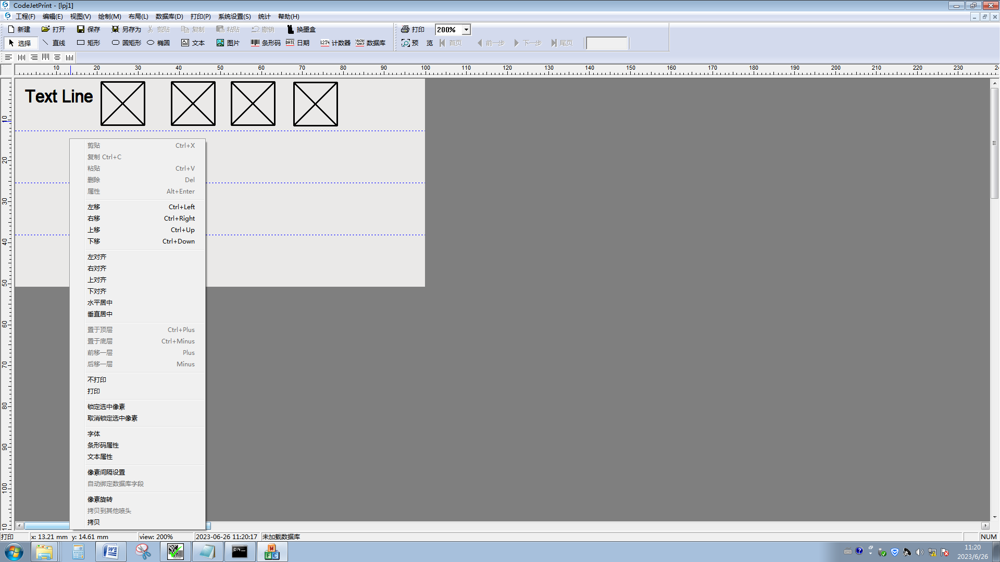 CodeJetPrint - [lpj1]
工程(F) 编辑(E) 视图(V) 绘制(M) 布局(L) 数据库(D) 打印(P) 系统设置(S) 统计 帮助(H)
新建 打开 保存 另存为 剪贴 复制 粘贴 撤销 换墨盒 打印 200%
选择 直线 矩形 圆矩形 椭圆 文本 图片 条形码 DATE 日期 1234 计数器 数据库 预 览 首页 前一步 下一步 尾页
10 20 30 40 50 60 70 80 90 100 110 120 130 140 150 160 170 180 190 200 210 220 230
Text Line
10
20
30
40
50
60
70
80
90
100
剪贴 Ctrl+X
复制 Ctrl+C
粘贴 Ctrl+V
删除 Del
属性 Alt+Enter
左移 Ctrl+Left
右移 Ctrl+Right
上移 Ctrl+Up
下移 Ctrl+Down
左对齐
右对齐
上对齐
下对齐
水平居中
垂直居中
置于顶层 Ctrl+Plus
置于底层 Ctrl+Minus
前移一层 Plus
后移一层 Minus
不打印
打印
锁定选中像素
取消锁定选中像素
字体
条形码属性
文本属性
像素间隔设置
自动绑定数据库字段
像素旋转
拷贝到其他喷头
拷贝
打印 x: 13.21 mm y: 14.61 mm view: 200% 2023-06-26 11:20:17 未加载数据库 NUM
11:20
2023/6/26